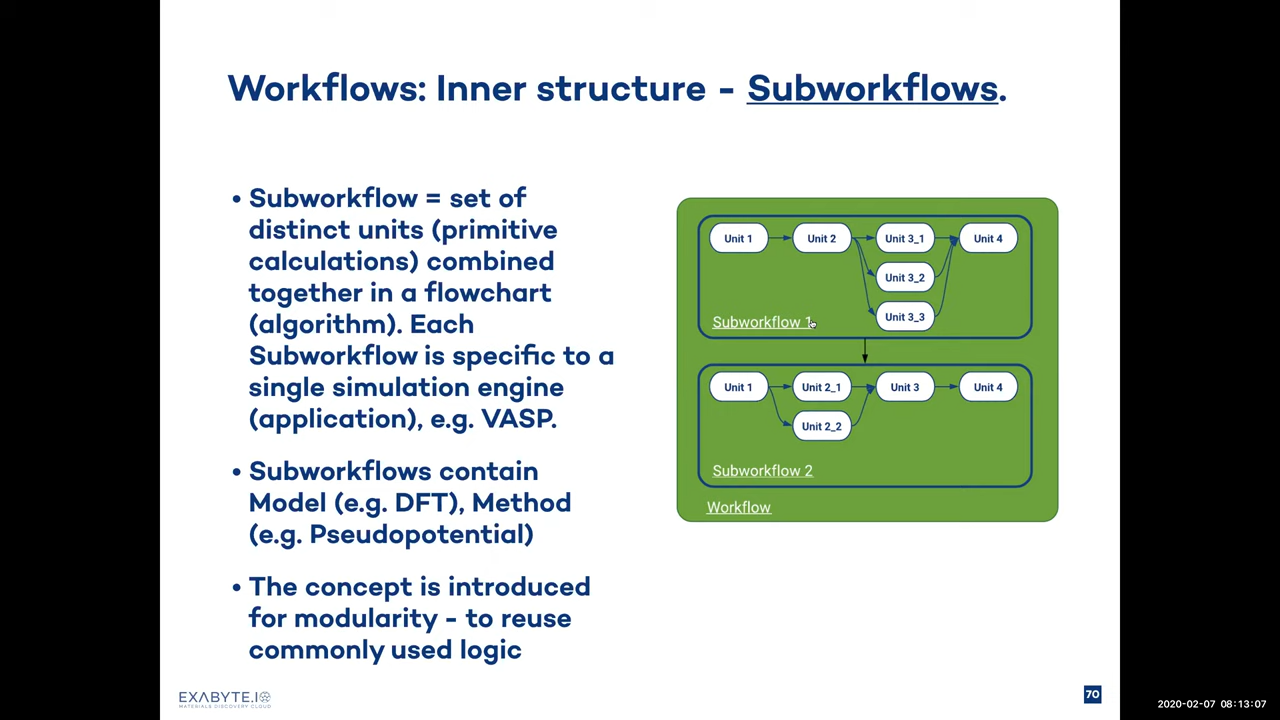 Workflows: Inner structure - Subworkflows.
• Subworkflow = set of
distinct units (primitive
calculations) combined
together in a flowchart
(algorithm). Each
Subworkflow is specific to a
single simulation engine
(application), e.g. VASP.
• Subworkflows contain
Model (e.g. DFT), Method
(e.g. Pseudopotential)
• The concept is introduced
for modularity - to reuse
commonly used logic
Unit 1
Unit 2
Unit 3_1
Unit 4
Unit 3_2
Unit 3_3
Subworkflow 1
Unit 1
Unit 2_1
Unit 3
Unit 4
Unit 2_2
Subworkflow 2
Workflow
EXABYTE.IO
MATERIALS DISCOVERY CLOUD
70
2020-02-07 08:13:07